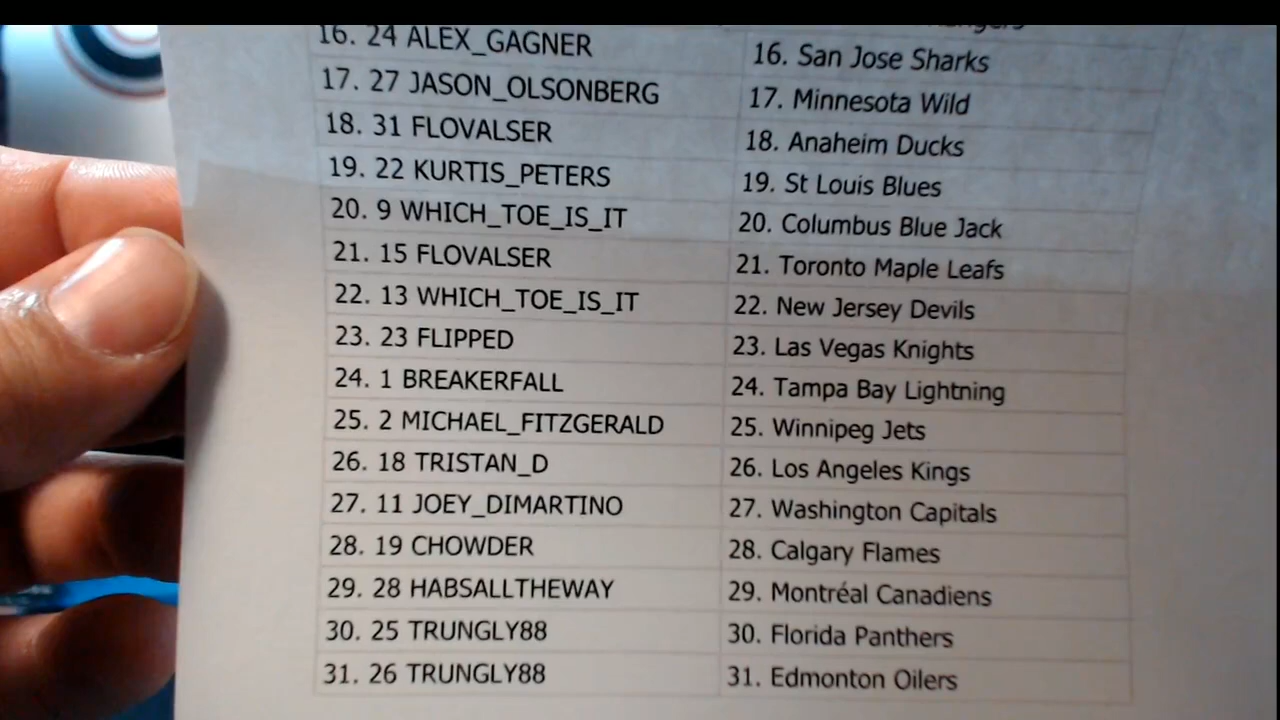 16. 24 ALEX_GAGNER 16. San Jose Sharks
17. 27 JASON_OLSONBERG 17. Minnesota Wild
18. 31 FLOVALSER 18. Anaheim Ducks
19. 22 KURTIS_PETERS 19. St Louis Blues
20. 9 WHICH_TOE_IS_IT 20. Columbus Blue Jack
21. 15 FLOVALSER 21. Toronto Maple Leafs
22. 13 WHICH_TOE_IS_IT 22. New Jersey Devils
23. 23 FLIPPED 23. Las Vegas Knights
24. 1 BREAKERFALL 24. Tampa Bay Lightning
25. 2 MICHAEL_FITZGERALD 25. Winnipeg Jets
26. 18 TRISTAN_D 26. Los Angeles Kings
27. 11 JOEY_DIMARTINO 27. Washington Capitals
28. 19 CHOWDER 28. Calgary Flames
29. 28 HABSALLTHEWAY 29. Montréal Canadiens
30. 25 TRUNGLY88 30. Florida Panthers
31. 26 TRUNGLY88 31. Edmonton Oilers